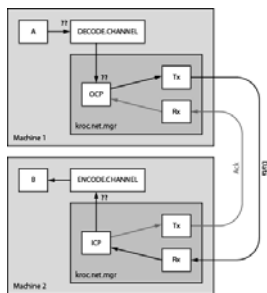 A
??
DECODE.CHANNEL
??
OCP
Tx
Rx
kroc.net.mgr
Machine 1
Ack
Data
B
ENCODE.CHANNEL
??
ICP
Tx
Rx
kroc.net.mgr
Machine 2